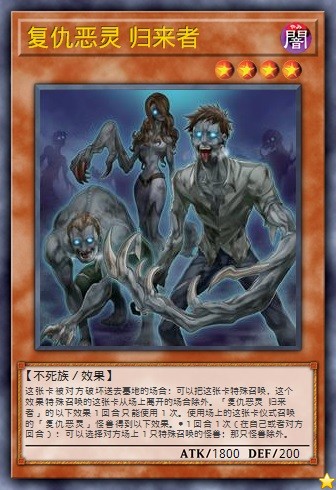 复仇恶灵 归来者
闇
【不死族／效果】
这张卡被对方破坏送去墓地的场合：可以把这张卡特殊召唤。这个
效果特殊召唤的这张卡从场上离开的场合除外。「复仇恶灵 归来
者」的以下效果1回合只能使用1次。使用场上的这张卡仪式召唤
的「复仇恶灵」怪兽得到以下效果。●1回合1次（在自己或者对方
回合）：可以选择对方场上1只特殊召唤的怪兽；那只怪兽除外。
ATK/1800 DEF/200